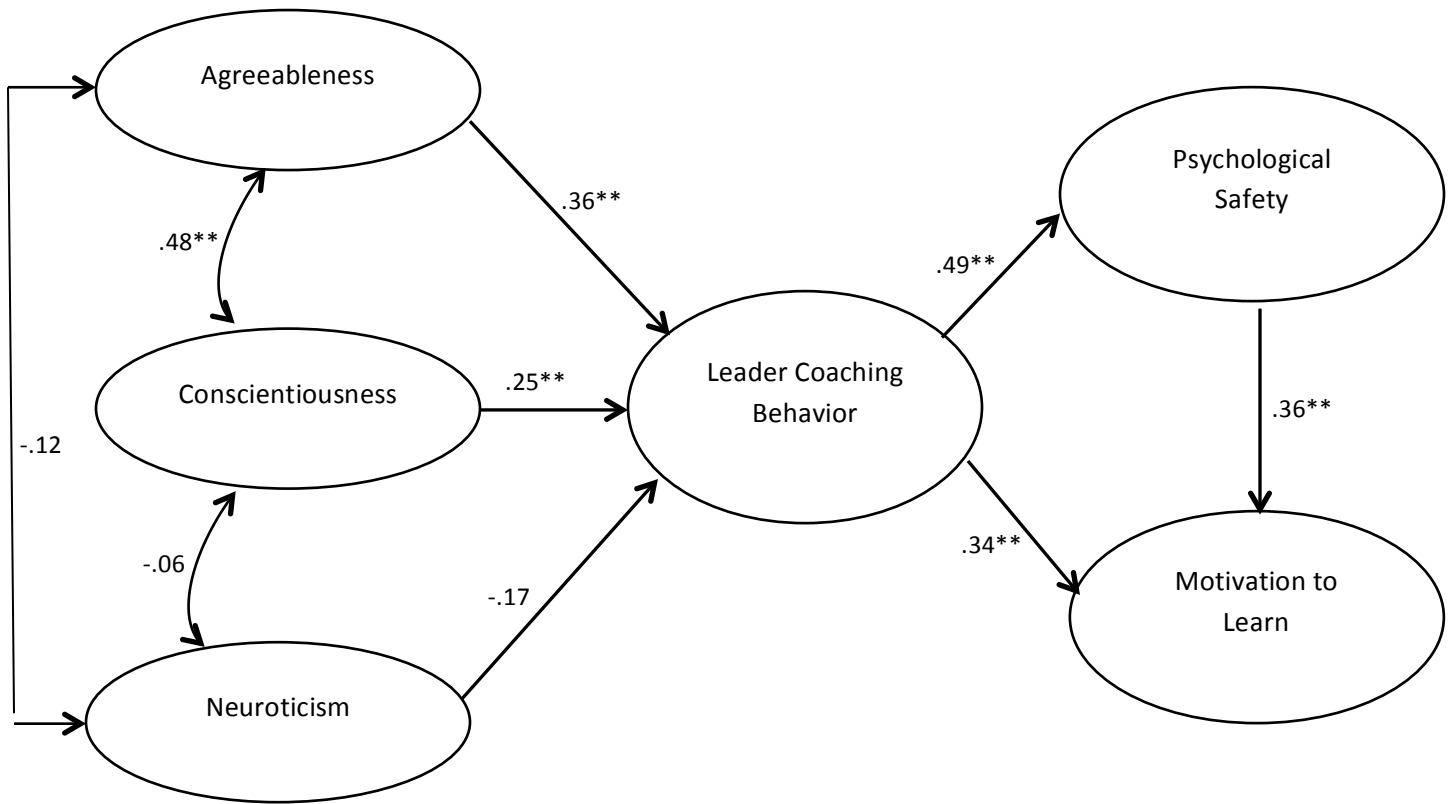 Agreeableness
Psychological
Safety
.36**
.48**
.49**
Leader Coaching
Behavior
Conscientiousness
.25**
.36**
-.12
.34**
-.06
Motivation to
Learn
-.17
Neuroticism